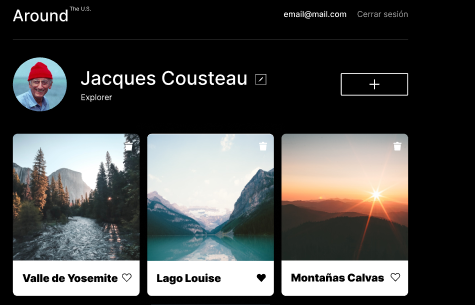 Around The U.S.
email@mail.com Cerrar sesión
Jacques Cousteau
Explorer
Valle de Yosemite
Lago Louise
Montañas Calvas